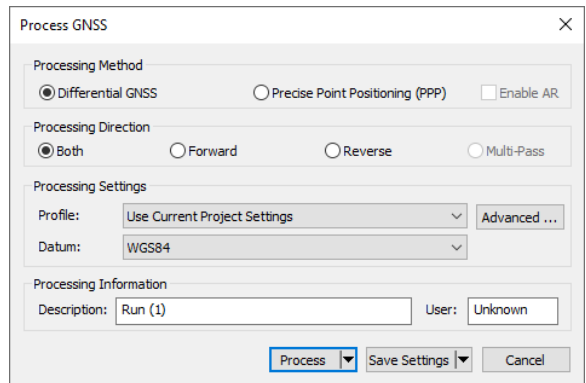 Process GNSS
Processing Method
Differential GNSS Precise Point Positioning (PPP) Enable AR
Processing Direction
Both Forward Reverse Multi-Pass
Processing Settings
Profile: Use Current Project Settings Advanced ...
Datum: WGS84
Processing Information
Description: Run (1) User: Unknown
Process Save Settings Cancel